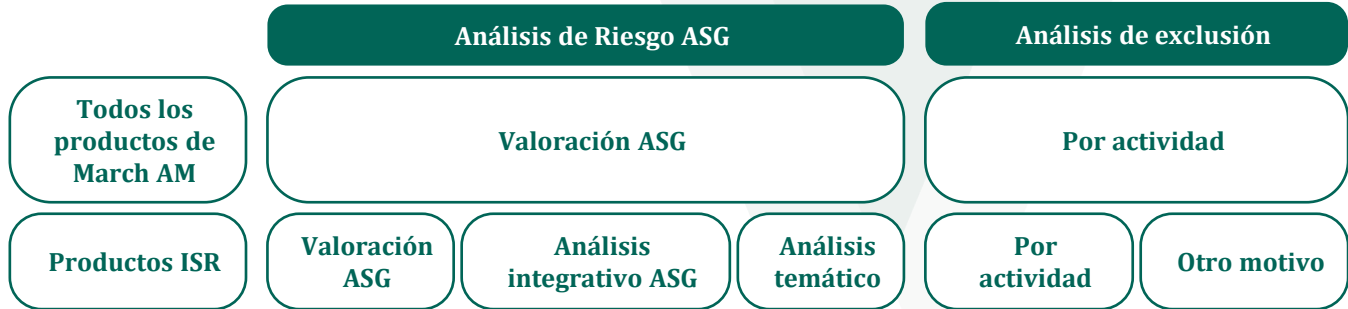 Análisis de Riesgo ASG
Análisis de exclusión
Todos los
productos de
March AM
Valoración ASG
Por actividad
Productos ISR
Valoración
ASG
Análisis
integrativo ASG
Análisis
temático
Por
actividad
Otro motivo